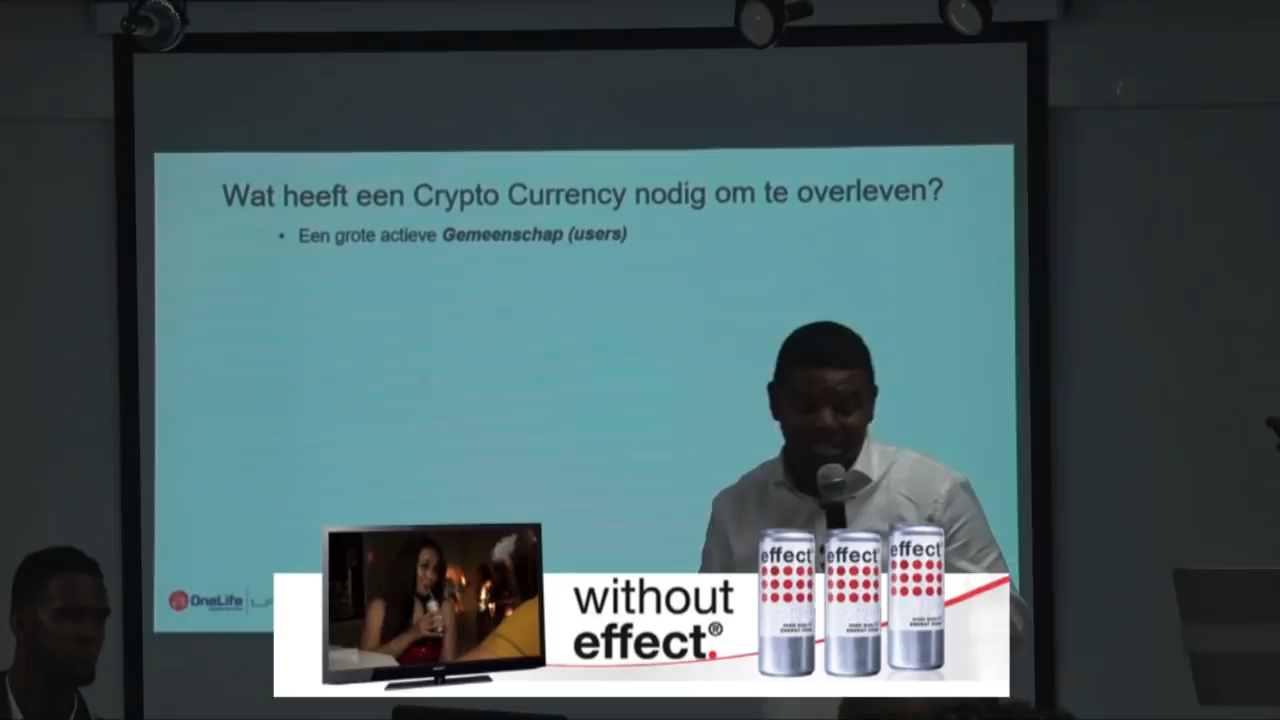 Wat heeft een Crypto Currency nodig om te overleven?
• Een grote actieve Gemeenschap (users)
OneLife
without
effect.®
effect
effect
effect